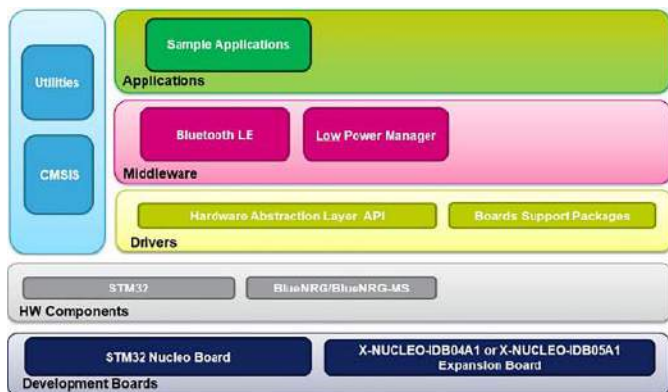 Utilities
CMSIS
Sample Applications
Applications
Bluetooth LE
Low Power Manager
Middleware
Hardware Abstraction Layer API
Boards Support Packages
Drivers
STM32
BlueNRG/BlueNRG-MS
HW Components
STM32 Nucleo Board
X-NUCLEO-IDB04A1 or X-NUCLEO-IDB05A1
Expansion Board
Development Boards